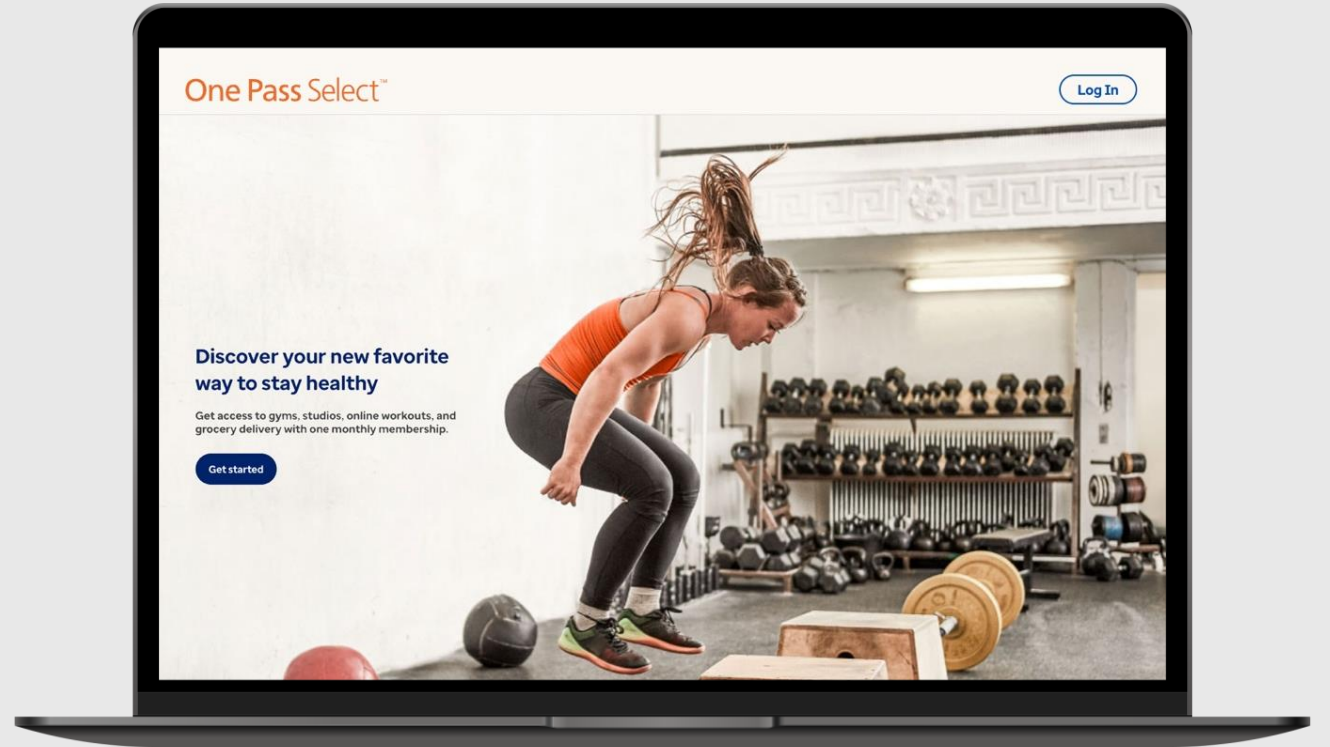 One Pass Select™
Log In
Discover your new favorite
way to stay healthy
Get access to gyms, studios, online workouts, and
grocery delivery with one monthly membership.
Get started